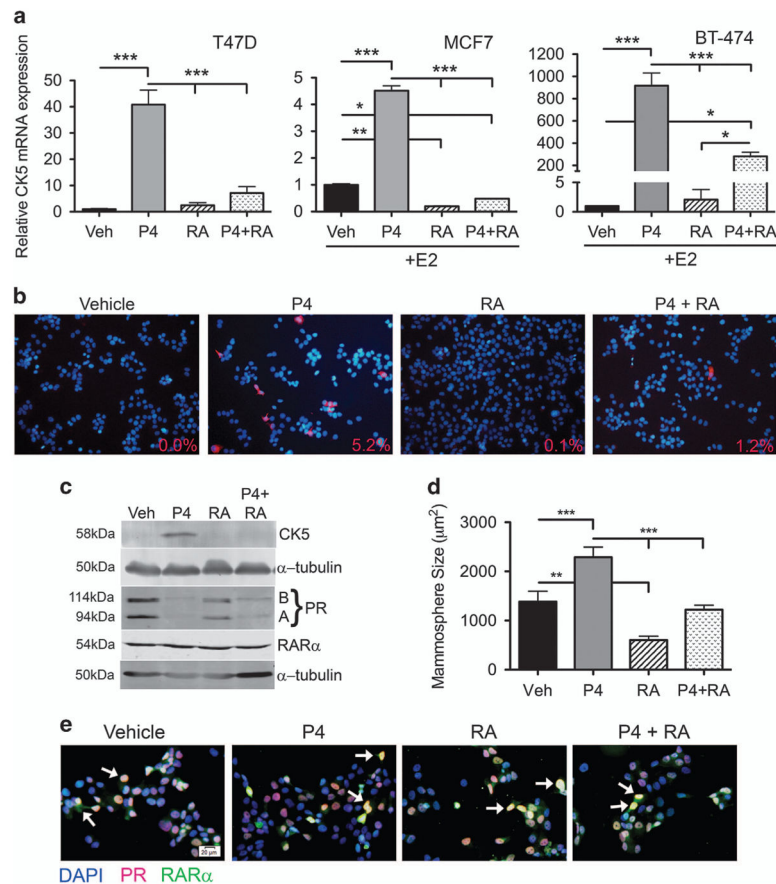 a
T47D
MCF7
BT-474
Relative CK5 mRNA expression
50
40
30
20
10
0
***
***
Veh P4 RA P4+RA
5
4
3
2
1
0
***
***
*
**
Veh P4 RA P4+RA
+E2
1200
1000
800
600
400
200
5
0
***
***
*
*
Veh P4 RA P4+RA
+E2
b
Vehicle P4 RA P4 + RA
0.0% 5.2% 0.1% 1.2%
c
Veh P4 RA P4+ RA
58kDa CK5
50kDa α-tubulin
114kDa B
94kDa A
PR
54kDa RARα
50kDa α-tubulin
d
Mammosphere Size (μm²)
3000
2000
1000
0
***
***
**
Veh P4 RA P4+RA
e
Vehicle P4 RA P4 + RA
20 μm
DAPI PR RARα